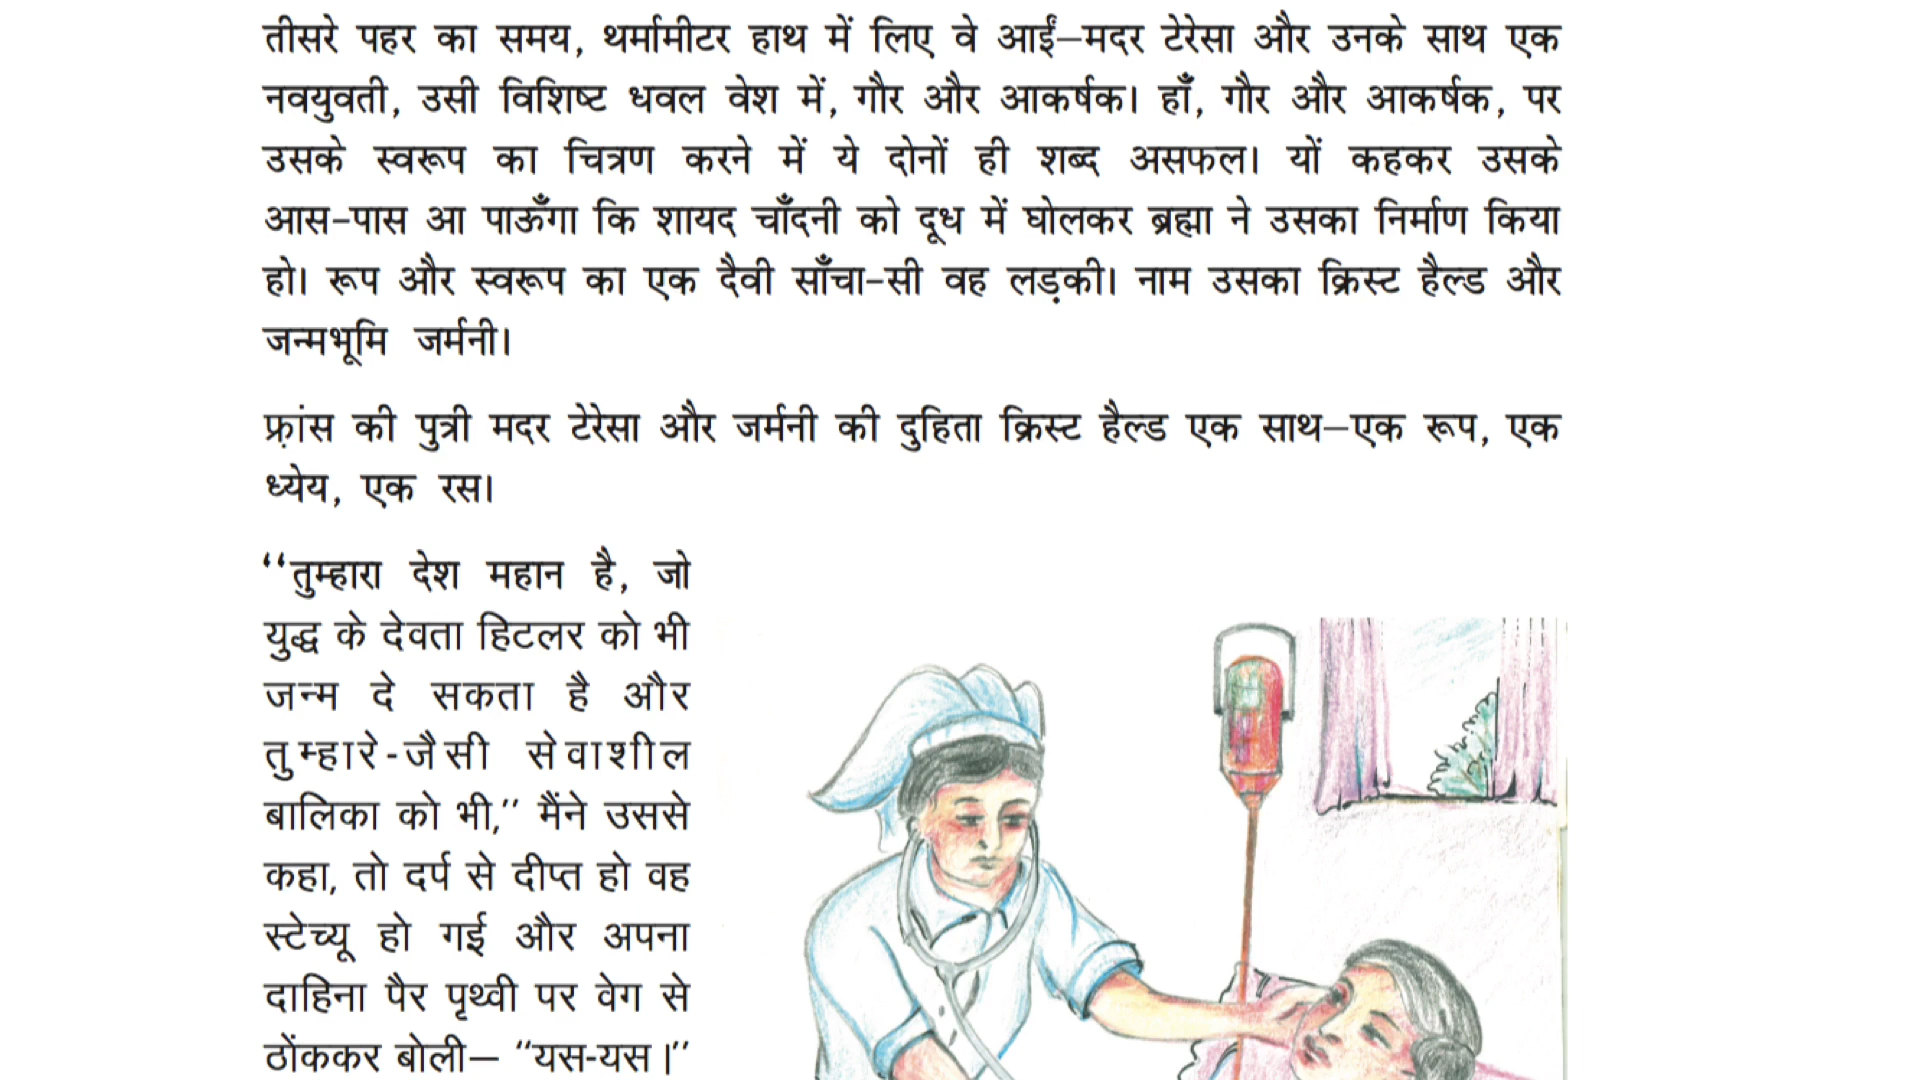 तीसरे पहर का समय, थर्मामीटर हाथ में लिए वे आईं—मदर टेरेसा और उनके साथ एक
नवयुवती, उसी विशिष्ट धवल वेश में, गौर और आकर्षक। हाँ, गौर और आकर्षक, पर
उसके स्वरूप का चित्रण करने में ये दोनों ही शब्द असफल। यों कहकर उसके
आस-पास आ पाऊँगा कि शायद चाँदनी को दूध में घोलकर ब्रह्मा ने उसका निर्माण किया
हो। रूप और स्वरूप का एक दैवी साँचा-सी वह लड़की। नाम उसका क्रिस्ट हैल्ड और
जन्मभूमि जर्मनी।
फ़्रांस की पुत्री मदर टेरेसा और जर्मनी की दुहिता क्रिस्ट हैल्ड एक साथ—एक रूप, एक
ध्येय, एक रस।
‘‘तुम्हारा देश महान है, जो
युद्ध के देवता हिटलर को भी
जन्म दे सकता है और
तुम्हारे-जैसी सेवाशील
बालिका को भी,’’ मैंने उससे
कहा, तो दर्प से दीप्त हो वह
स्टेच्यू हो गई और अपना
दाहिना पैर पृथ्वी पर वेग से
ठोंककर बोली— ‘‘यस-यस।’’